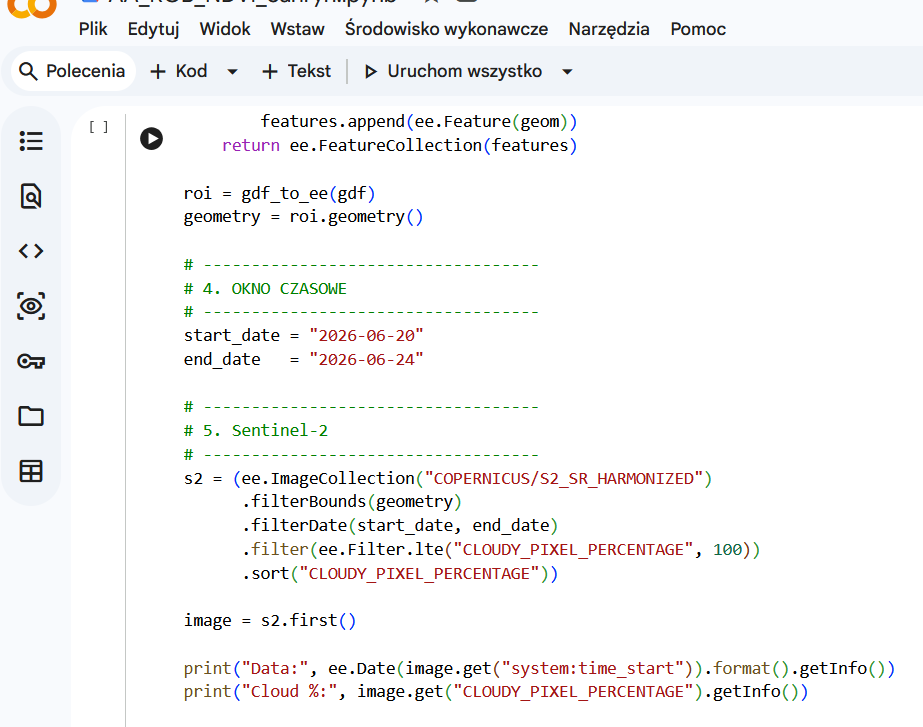 Plik Edytuj Widok Wstaw Środowisko wykonawcze Narzędzia Pomoc
Polecenia + Kod + Tekst Uruchom wszystko
[ ]
features.append(ee.Feature(geom))
return ee.FeatureCollection(features)
roi = gdf_to_ee(gdf)
geometry = roi.geometry()
# -----------------------------------
# 4. OKNO CZASOWE
# -----------------------------------
start_date = "2026-06-20"
end_date   = "2026-06-24"
# -----------------------------------
# 5. Sentinel-2
# -----------------------------------
s2 = (ee.ImageCollection("COPERNICUS/S2_SR_HARMONIZED")
.filterBounds(geometry)
.filterDate(start_date, end_date)
.filter(ee.Filter.lte("CLOUDY_PIXEL_PERCENTAGE", 100))
.sort("CLOUDY_PIXEL_PERCENTAGE"))
image = s2.first()
print("Data:", ee.Date(image.get("system:time_start")).format().getInfo())
print("Cloud %:", image.get("CLOUDY_PIXEL_PERCENTAGE").getInfo())